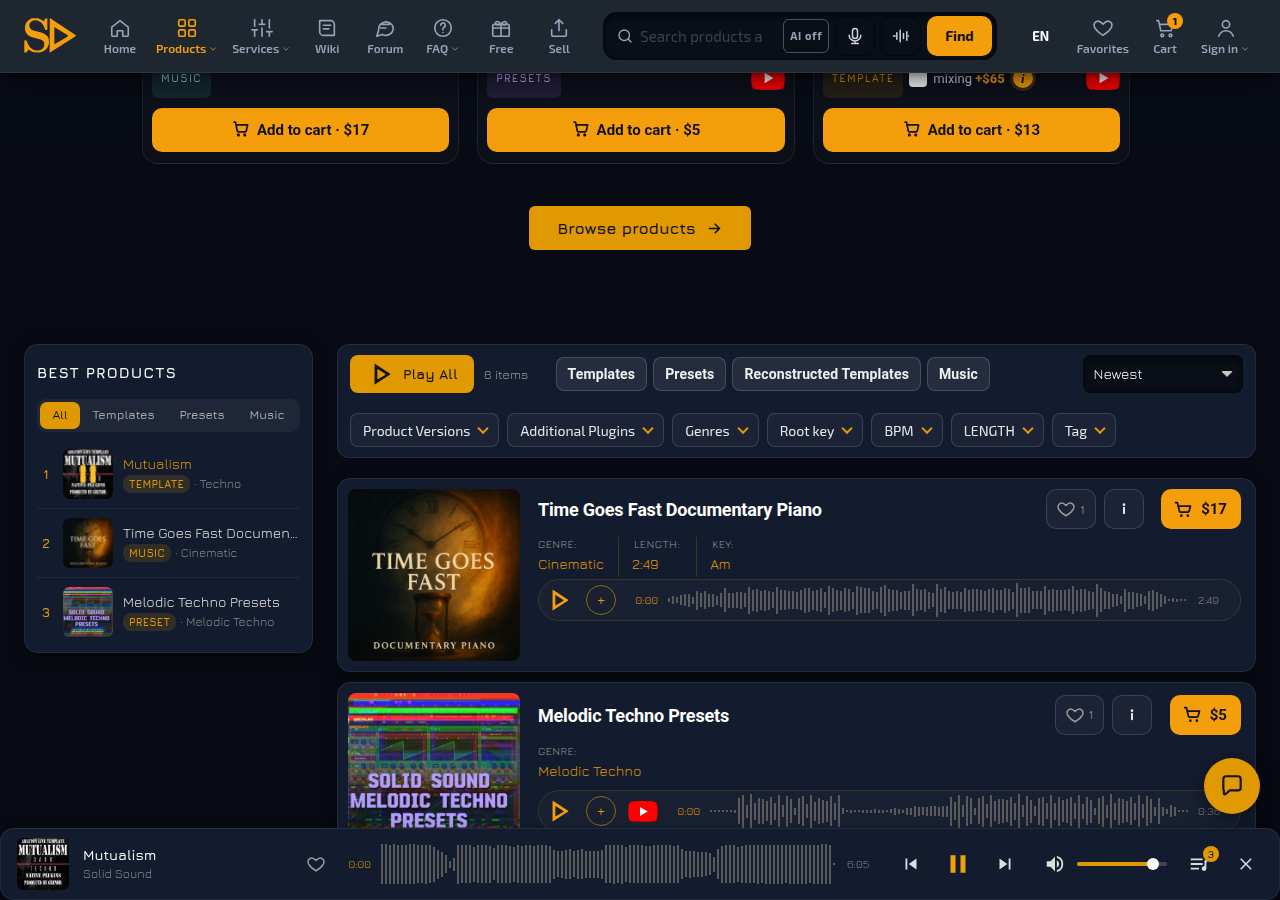 SD
Home
Products
Services
Wiki
Forum
FAQ
Free
Sell
Search products a
AI off
Find
EN
Favorites
1
Cart
Sign in
MUSIC
PRESETS
TEMPLATE
mixing +$65
i
Add to cart · $17
Add to cart · $5
Add to cart · $13
Browse products →
BEST PRODUCTS
All
Templates
Presets
Music
1
Mutualism
TEMPLATE · Techno
2
Time Goes Fast Documen...
MUSIC · Cinematic
3
Melodic Techno Presets
PRESET · Melodic Techno
Play All
8 items
Templates
Presets
Reconstructed Templates
Music
Newest
Product Versions
Additional Plugins
Genres
Root key
BPM
LENGTH
Tag
TIME GOES
FAST
DOCUMENTARY PIANO
Time Goes Fast Documentary Piano
1
i
$17
GENRE:
Cinematic
LENGTH:
2:49
KEY:
Am
+
0:00
2:49
SOLID SOUND
MELODIC TECHNO
PRESETS
Melodic Techno Presets
1
i
$5
GENRE:
Melodic Techno
+
0:00
MUTUALISM
Mutualism
Solid Sound
0:00
6:05
3